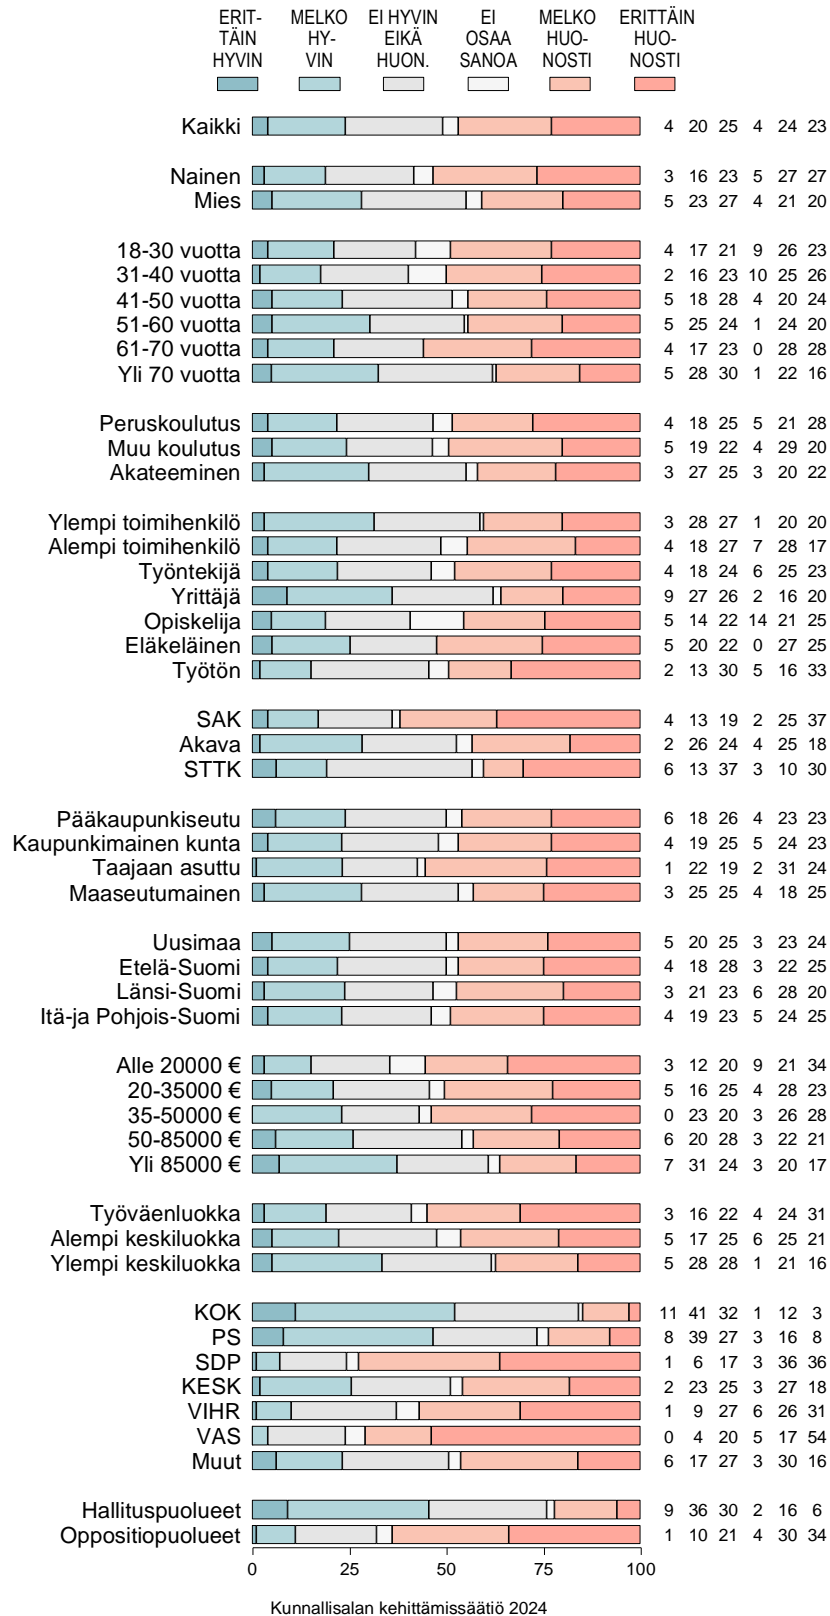 ERIT- MELKO EI HYVIN EI MELKO ERITTÄIN
TÄIN HY- EIKÄ OSAA HUO- HUO-
HYVIN VIN HUON. SANOA NOSTI NOSTI
Kaikki 4 20 25 4 24 23
Nainen 3 16 23 5 27 27
Mies 5 23 27 4 21 20
18-30 vuotta 4 17 21 9 26 23
31-40 vuotta 2 16 23 10 25 26
41-50 vuotta 5 18 28 4 20 24
51-60 vuotta 5 25 24 1 24 20
61-70 vuotta 4 17 23 0 28 28
Yli 70 vuotta 5 28 30 1 22 16
Peruskoulutus 4 18 25 5 21 28
Muu koulutus 5 19 22 4 29 20
Akateeminen 3 27 25 3 20 22
Ylempi toimihenkilö 3 28 27 1 20 20
Alempi toimihenkilö 4 18 27 7 28 17
Työntekijä 4 18 24 6 25 23
Yrittäjä 9 27 26 2 16 20
Opiskelija 5 14 22 14 21 25
Eläkeläinen 5 20 22 0 27 25
Työtön 2 13 30 5 16 33
SAK 4 13 19 2 25 37
Akava 2 26 24 4 25 18
STTK 6 13 37 3 10 30
Pääkaupunkiseutu 6 18 26 4 23 23
Kaupunkimainen kunta 4 19 25 5 24 23
Taajaan asuttu 1 22 19 2 31 24
Maaseutumainen 3 25 25 4 18 25
Uusimaa 5 20 25 3 23 24
Etelä-Suomi 4 18 28 3 22 25
Länsi-Suomi 3 21 23 6 28 20
Itä-ja Pohjois-Suomi 4 19 23 5 24 25
Alle 20000 € 3 12 20 9 21 34
20-35000 € 5 16 25 4 28 23
35-50000 € 0 23 20 3 26 28
50-85000 € 6 20 28 3 22 21
Yli 85000 € 7 31 24 3 20 17
Työväenluokka 3 16 22 4 24 31
Alempi keskiluokka 5 17 25 6 25 21
Ylempi keskiluokka 5 28 28 1 21 16
KOK 11 41 32 1 12 3
PS 8 39 27 3 16 8
SDP 1 6 17 3 36 36
KESK 2 23 25 3 27 18
VIHR 1 9 27 6 26 31
VAS 0 4 20 5 17 54
Muut 6 17 27 3 30 16
Hallituspuolueet 9 36 30 2 16 6
Oppositiopuolueet 1 10 21 4 30 34
0 25 50 75 100
Kunnallisalan kehittämissäätiö 2024